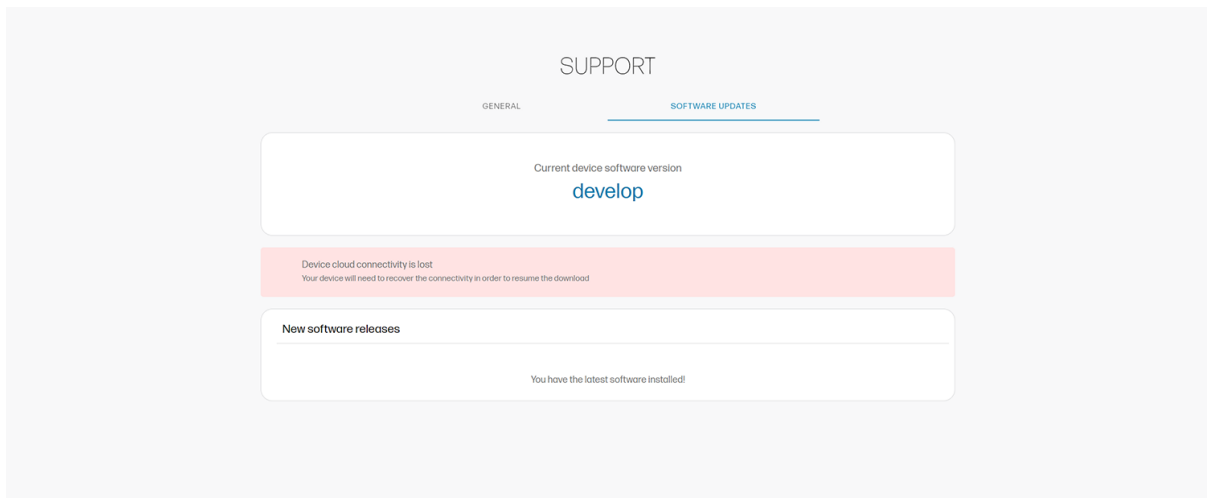 SUPPORT
GENERAL
SOFTWARE UPDATES
Current device software version
develop
Device cloud connectivity is lost
Your device will need to recover the connectivity in order to resume the download
New software releases
You have the latest software installed!